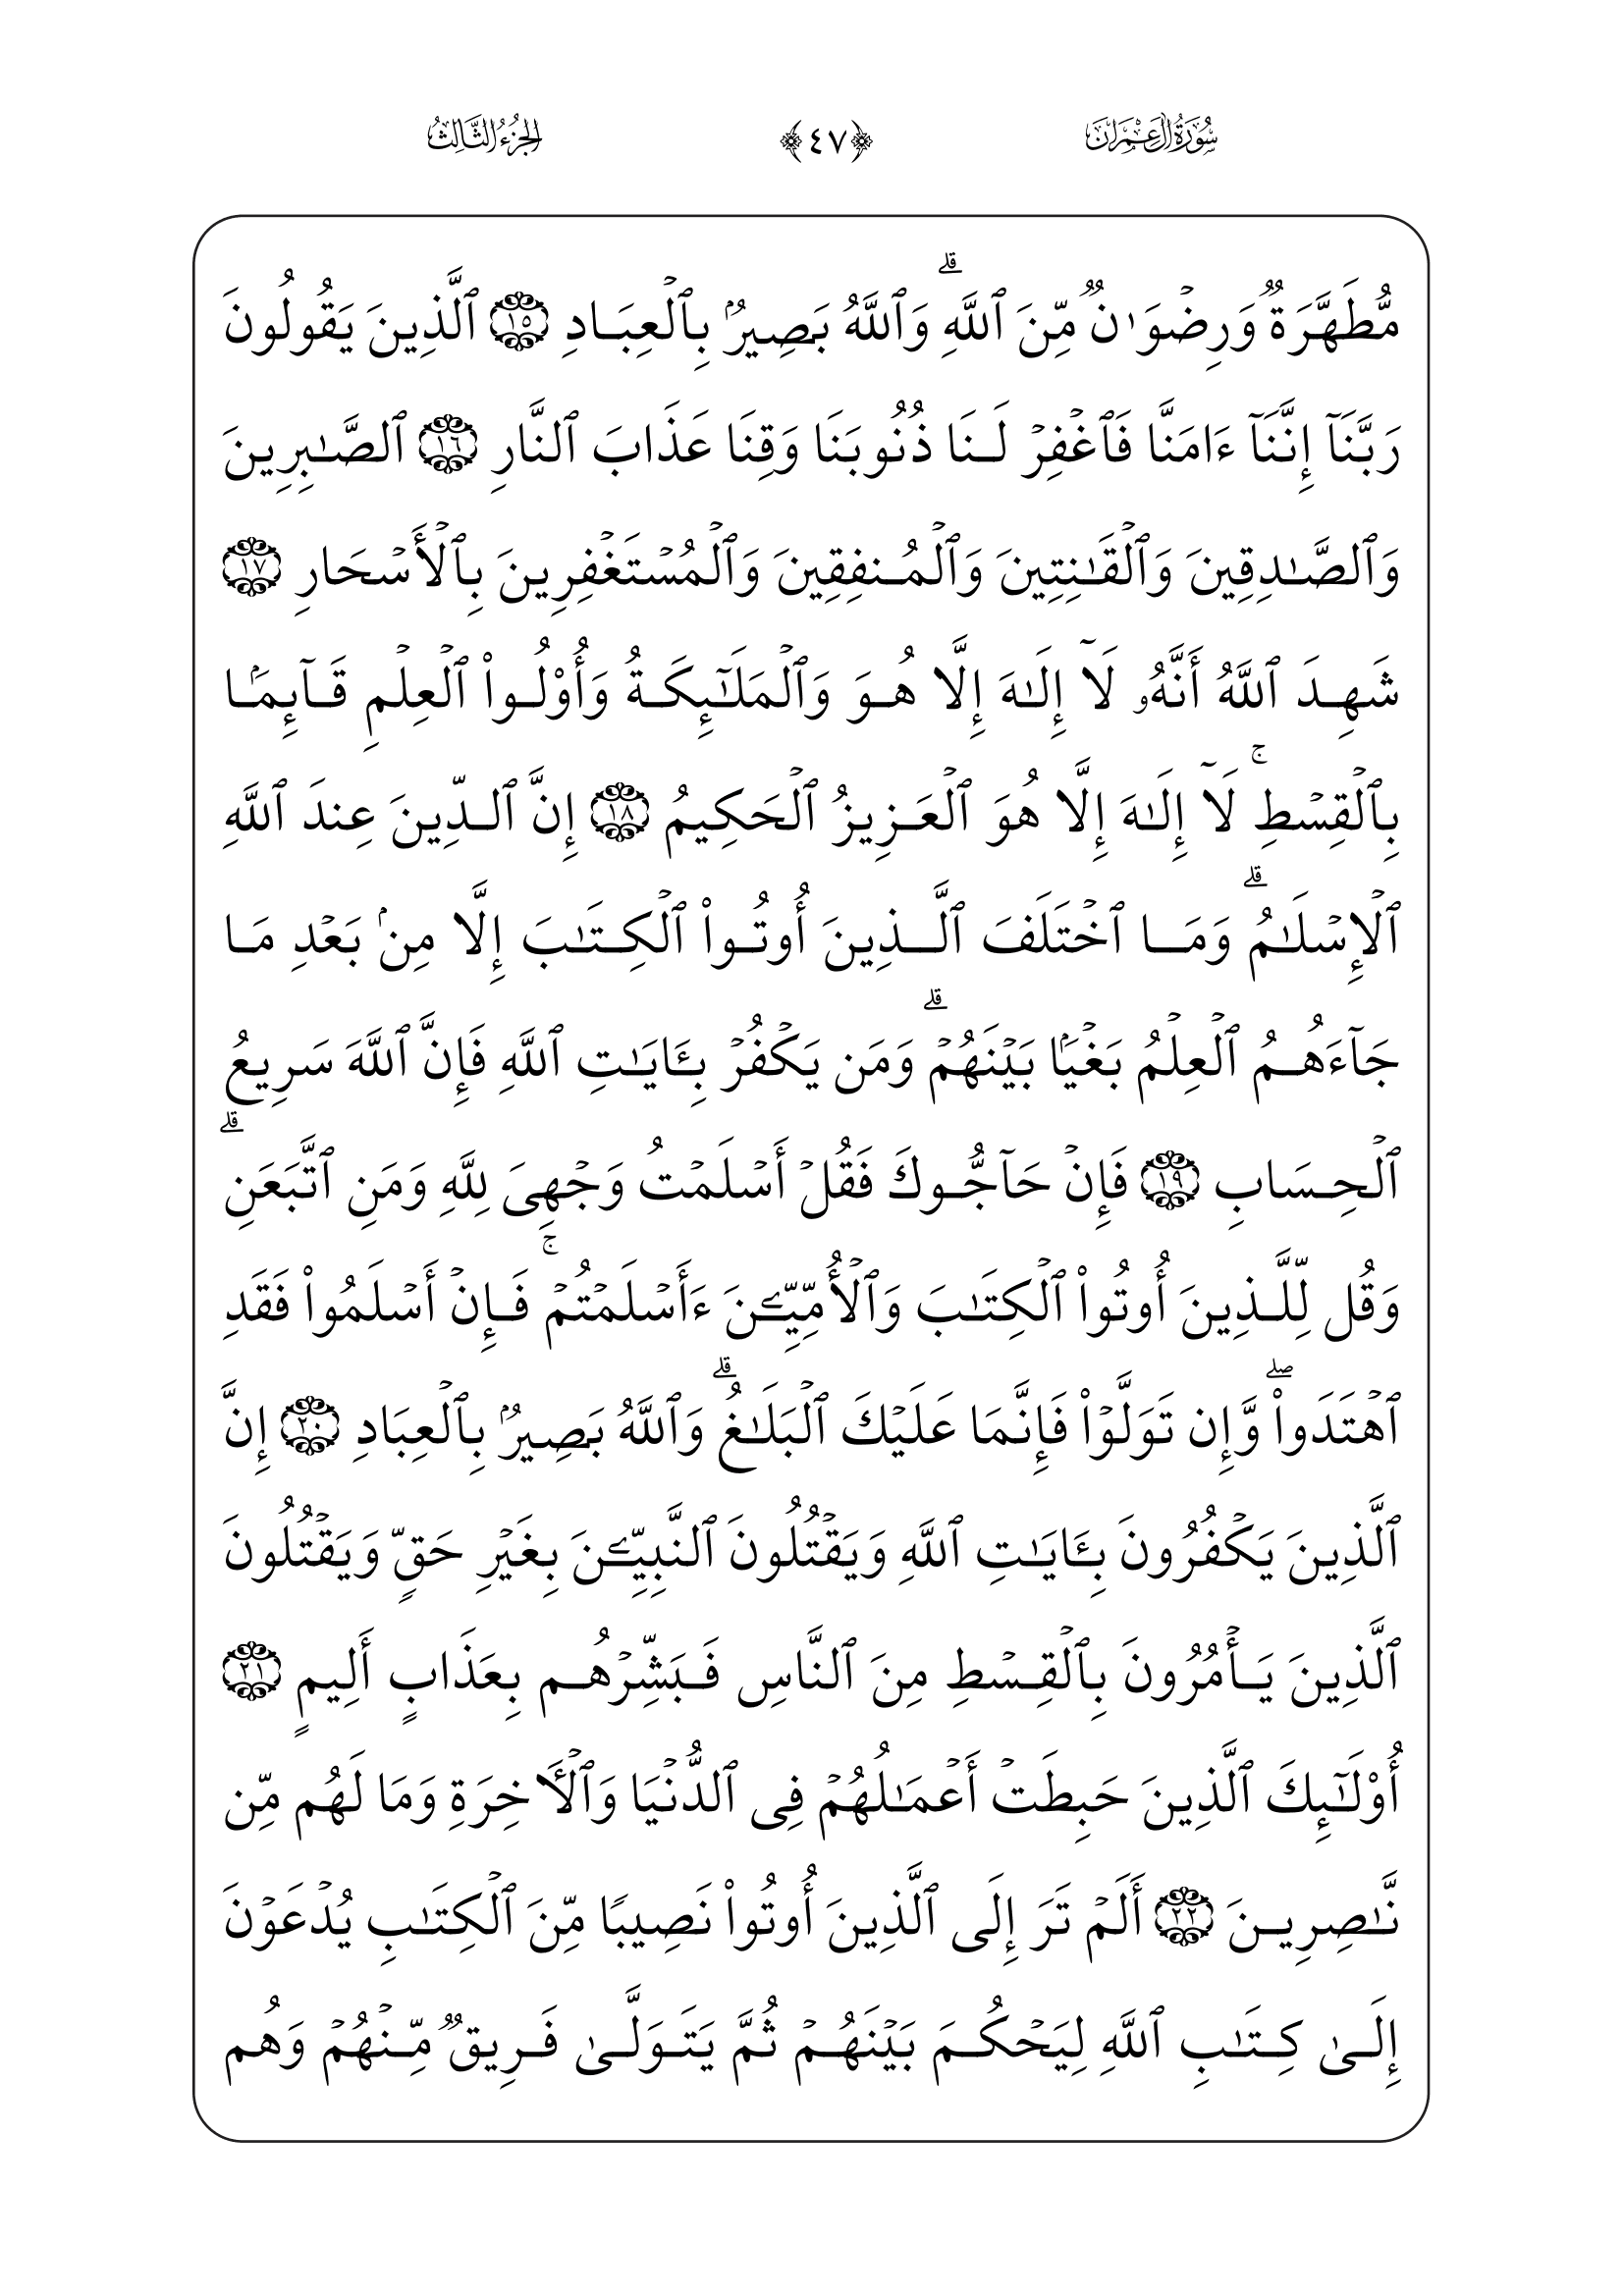 سُورَةُ آلِ عِمۡرَانَ ﴿٤٧﴾ الجُزْءُ الثَّالِثُ
مُّطَهَّرَةٞ وَرِضۡوَٰنٞ مِّنَ ٱللَّهِۗ وَٱللَّهُ بَصِيرُۢ بِٱلۡعِبَادِ ١٥ ٱلَّذِينَ يَقُولُونَ
رَبَّنَآ إِنَّنَآ ءَامَنَّا فَٱغۡفِرۡ لَنَا ذُنُوبَنَا وَقِنَا عَذَابَ ٱلنَّارِ ١٦ ٱلصَّٰبِرِينَ
وَٱلصَّٰدِقِينَ وَٱلۡقَٰنِتِينَ وَٱلۡمُنفِقِينَ وَٱلۡمُسۡتَغۡفِرِينَ بِٱلۡأَسۡحَارِ ١٧
شَهِدَ ٱللَّهُ أَنَّهُۥ لَآ إِلَٰهَ إِلَّا هُوَ وَٱلۡمَلَٰٓئِكَةُ وَأُوْلُواْ ٱلۡعِلۡمِ قَآئِمَۢا
بِٱلۡقِسۡطِۚ لَآ إِلَٰهَ إِلَّا هُوَ ٱلۡعَزِيزُ ٱلۡحَكِيمُ ١٨ إِنَّ ٱلدِّينَ عِندَ ٱللَّهِ
ٱلۡإِسۡلَٰمُۗ وَمَا ٱخۡتَلَفَ ٱلَّذِينَ أُوتُواْ ٱلۡكِتَٰبَ إِلَّا مِنۢ بَعۡدِ مَا
جَآءَهُمُ ٱلۡعِلۡمُ بَغۡيَۢا بَيۡنَهُمۡۗ وَمَن يَكۡفُرۡ بِـَٔايَٰتِ ٱللَّهِ فَإِنَّ ٱللَّهَ سَرِيعُ
ٱلۡحِسَابِ ١٩ فَإِنۡ حَآجُّوكَ فَقُلۡ أَسۡلَمۡتُ وَجۡهِيَ لِلَّهِ وَمَنِ ٱتَّبَعَنِۗ
وَقُل لِّلَّذِينَ أُوتُواْ ٱلۡكِتَٰبَ وَٱلۡأُمِّيِّـۧنَ ءَأَسۡلَمۡتُمۡۚ فَإِنۡ أَسۡلَمُواْ فَقَدِ
ٱهۡتَدَواْۖ وَّإِن تَوَلَّوۡاْ فَإِنَّمَا عَلَيۡكَ ٱلۡبَلَٰغُۗ وَٱللَّهُ بَصِيرُۢ بِٱلۡعِبَادِ ٢٠ إِنَّ
ٱلَّذِينَ يَكۡفُرُونَ بِـَٔايَٰتِ ٱللَّهِ وَيَقۡتُلُونَ ٱلنَّبِيِّـۧنَ بِغَيۡرِ حَقّٖ وَيَقۡتُلُونَ
ٱلَّذِينَ يَأۡمُرُونَ بِٱلۡقِسۡطِ مِنَ ٱلنَّاسِ فَبَشِّرۡهُم بِعَذَابٍ أَلِيمٍ ٢١
أُوْلَٰٓئِكَ ٱلَّذِينَ حَبِطَتۡ أَعۡمَٰلُهُمۡ فِي ٱلدُّنۡيَا وَٱلۡأٓخِرَةِ وَمَا لَهُم مِّن
نَّٰصِرِينَ ٢٢ أَلَمۡ تَرَ إِلَى ٱلَّذِينَ أُوتُواْ نَصِيبٗا مِّنَ ٱلۡكِتَٰبِ يُدۡعَوۡنَ
إِلَىٰ كِتَٰبِ ٱللَّهِ لِيَحۡكُمَ بَيۡنَهُمۡ ثُمَّ يَتَوَلَّىٰ فَرِيقٞ مِّنۡهُمۡ وَهُم